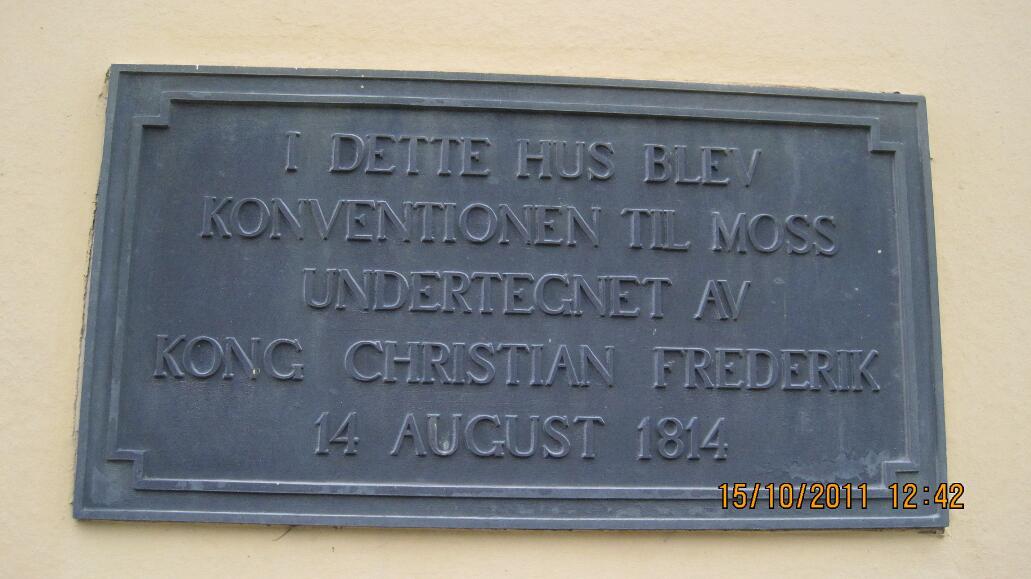 I DETTE HUS BLEV
KONVENTIONEN TIL MOSS
UNDERTEGNET AV
KONG CHRISTIAN FREDERIK
14 AUGUST 1814
15/10/2011 12:42